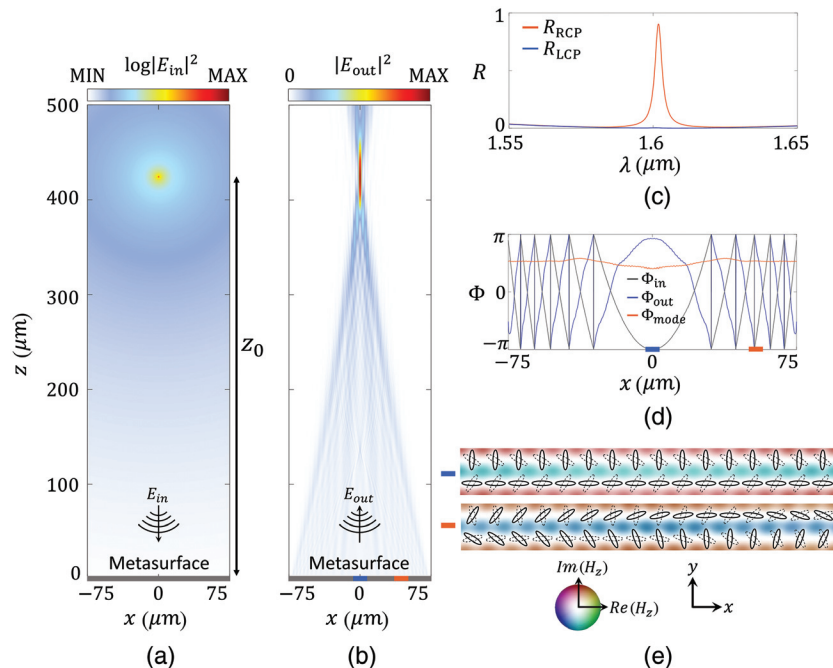 log|E_in|²
MIN MAX
500
400
300
200
100
0
z (μm)
z₀
E_in
Metasurface
−75 0 75
x (μm)
(a)
|E_out|²
0 MAX
E_out
Metasurface
−75 0 75
x (μm)
(b)
1
R
0
R_RCP
R_LCP
1.55 1.6 1.65
λ (μm)
(c)
π
Φ 0
−π
Φ_in
Φ_out
Φ_mode
−75 0 75
x (μm)
(d)
Im(H_z)
Re(H_z)
y
x
(e)